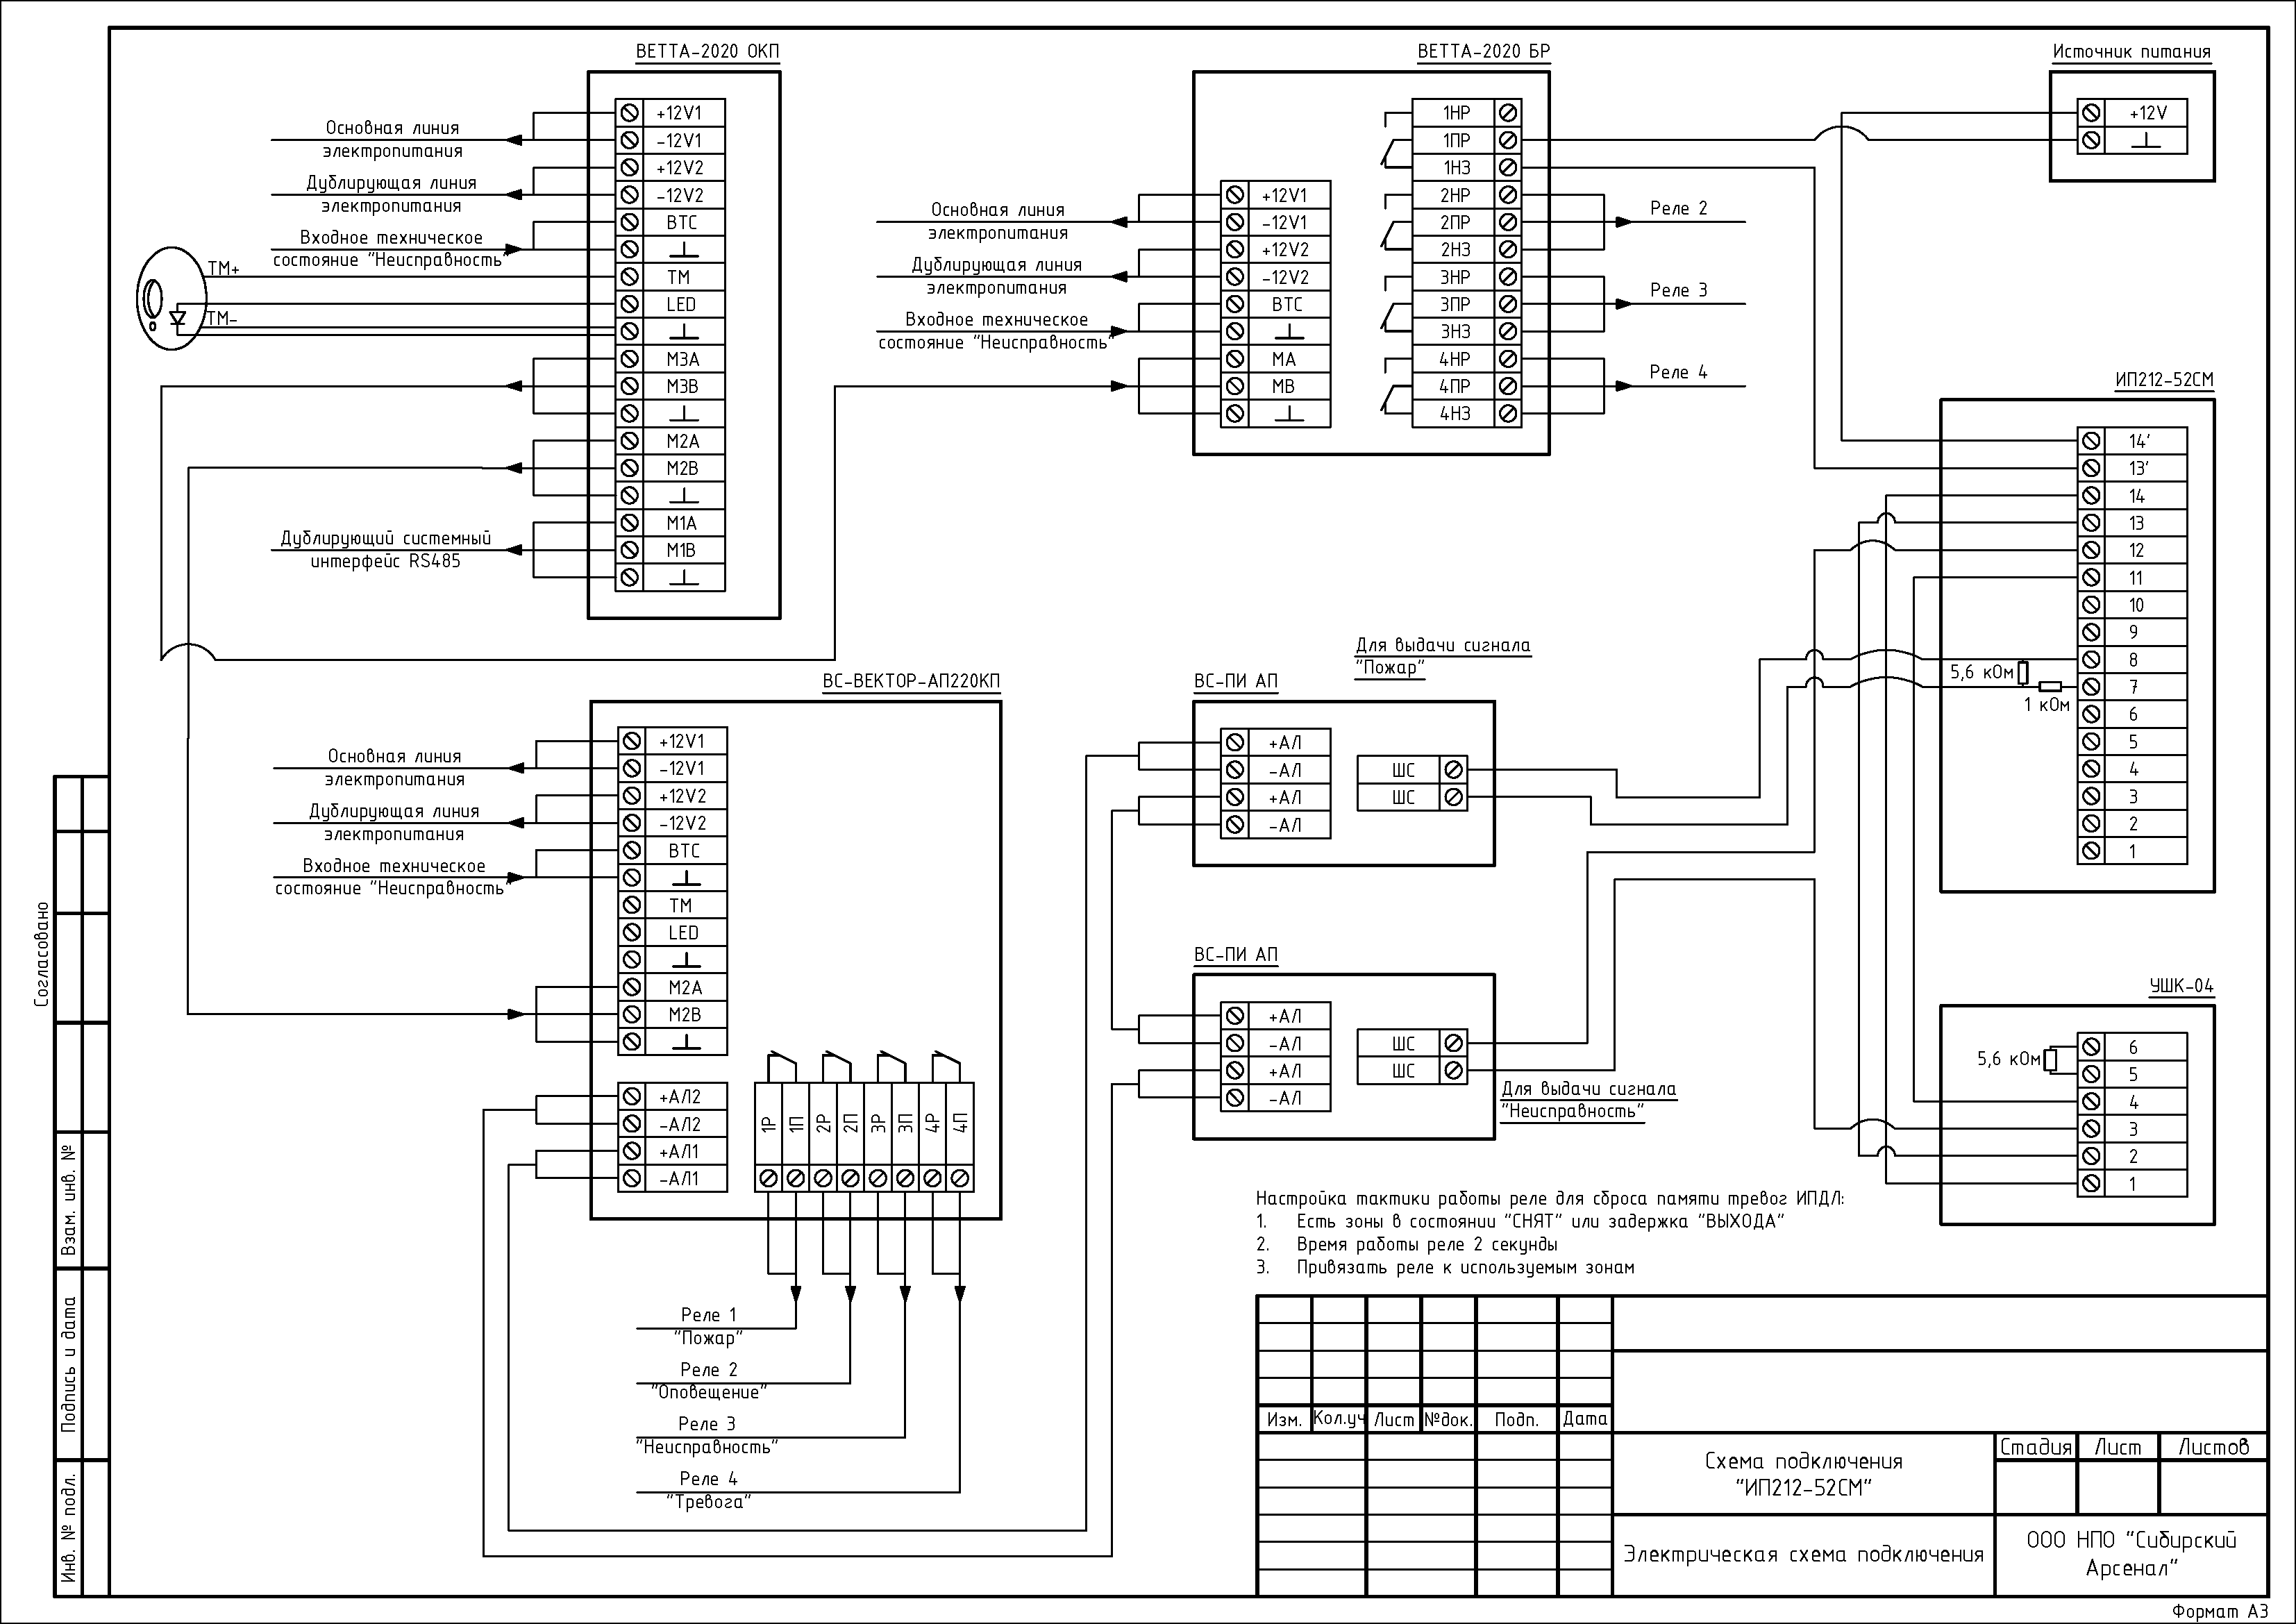 ВЕТТА-2020 ОКП
+12V1
-12V1
+12V2
-12V2
ВТС
⊥
ТМ
LED
⊥
М3А
М3В
⊥
М2А
М2В
⊥
М1А
М1В
⊥
Основная линия
электропитания
Дублирующая линия
электропитания
Входное техническое
состояние "Неисправность"
ТМ+
ТМ-
Дублирующий системный
интерфейс RS485
ВЕТТА-2020 БР
+12V1
-12V1
+12V2
-12V2
ВТС
⊥
МА
МВ
⊥
Основная линия
электропитания
Дублирующая линия
электропитания
Входное техническое
состояние "Неисправность"
1НР
1ПР
1НЗ
2НР
2ПР
2НЗ
3НР
3ПР
3НЗ
4НР
4ПР
4НЗ
Реле 2
Реле 3
Реле 4
Источник питания
+12V
⊥
ИП212-52СМ
14'
13'
14
13
12
11
10
9
8
7
6
5
4
3
2
1
5,6 кОм
1 кОм
ВС-ВЕКТОР-АП220КП
+12V1
-12V1
+12V2
-12V2
ВТС
⊥
ТМ
LED
⊥
М2А
М2В
⊥
Основная линия
электропитания
Дублирующая линия
электропитания
Входное техническое
состояние "Неисправность"
+АЛ2
-АЛ2
+АЛ1
-АЛ1
1Р
1П
2Р
2П
3Р
3П
4Р
4П
Реле 1
"Пожар"
Реле 2
"Оповещение"
Реле 3
"Неисправность"
Реле 4
"Тревога"
Для выдачи сигнала
"Пожар"
ВС-ПИ АП
+АЛ
-АЛ
+АЛ
-АЛ
ШС
ШС
ВС-ПИ АП
+АЛ
-АЛ
+АЛ
-АЛ
ШС
ШС
Для выдачи сигнала
"Неисправность"
УШК-04
6
5
4
3
2
1
5,6 кОм
Настройка тактики работы реле для сброса памяти тревог ИПДЛ:
1. Есть зоны в состоянии "СНЯТ" или задержка "ВЫХОДА"
2. Время работы реле 2 секунды
3. Привязать реле к используемым зонам
Изм. Кол.уч Лист №док. Подп. Дата
Схема подключения
"ИП212-52СМ"
Стадия Лист Листов
Электрическая схема подключения
ООО НПО "Сибирский
Арсенал"
Формат А3
Согласовано
Взам. инв. №
Подпись и дата
Инв. № подл.